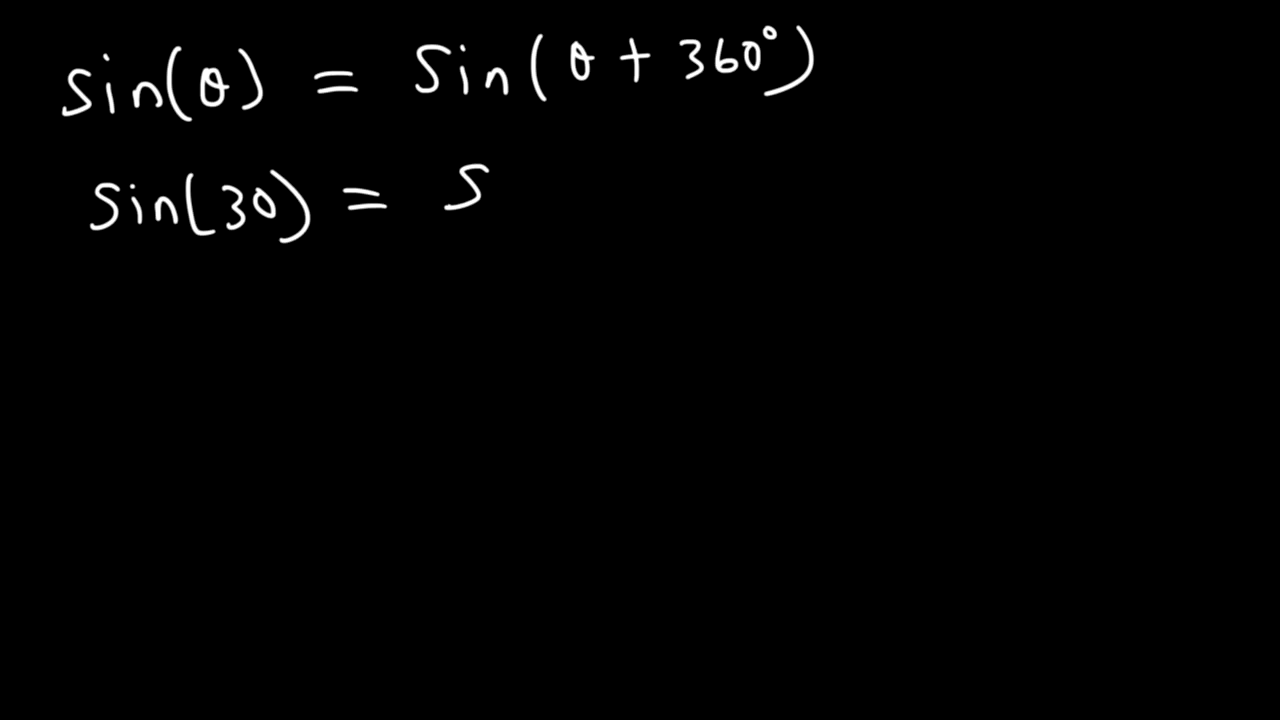 sin(θ) = sin(θ + 360°)
sin(30) = s